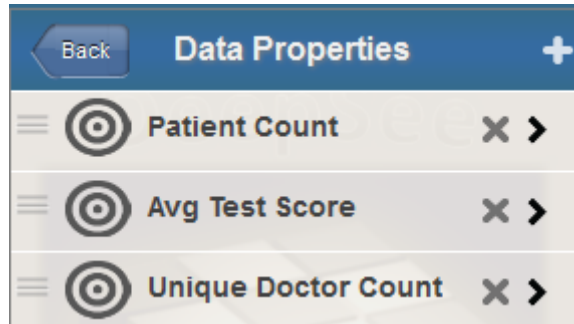 Back Data Properties
Patient Count
Avg Test Score
Unique Doctor Count